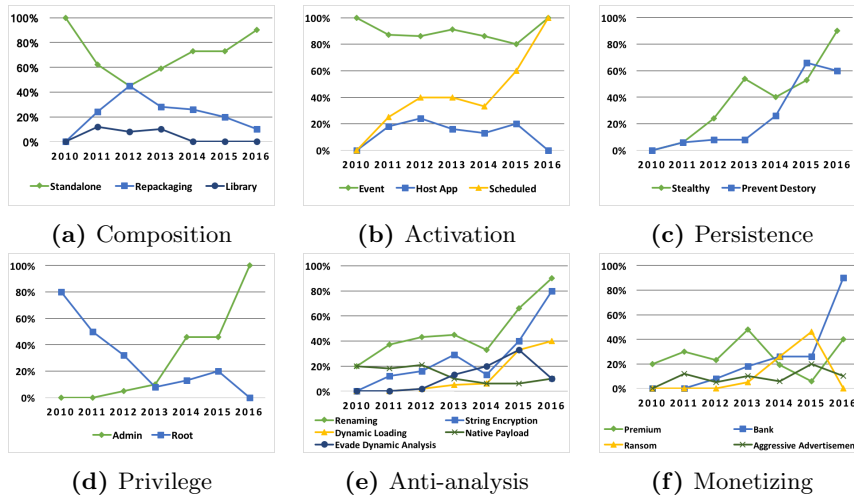 100%
80%
60%
40%
20%
0%
2010 2011 2012 2013 2014 2015 2016
Standalone Repackaging Library
(a) Composition
100%
80%
60%
40%
20%
0%
2010 2011 2012 2013 2014 2015 2016
Event Host App Scheduled
(b) Activation
100%
80%
60%
40%
20%
0%
2010 2011 2012 2013 2014 2015 2016
Stealthy Prevent Destory
(c) Persistence
100%
80%
60%
40%
20%
0%
2010 2011 2012 2013 2014 2015 2016
Admin Root
(d) Privilege
100%
80%
60%
40%
20%
0%
2010 2011 2012 2013 2014 2015 2016
Renaming String Encryption
Dynamic Loading Native Payload
Evade Dynamic Analysis
(e) Anti-analysis
100%
80%
60%
40%
20%
0%
2010 2011 2012 2013 2014 2015 2016
Premium Bank
Ransom Aggressive Advertisemen
(f) Monetizing